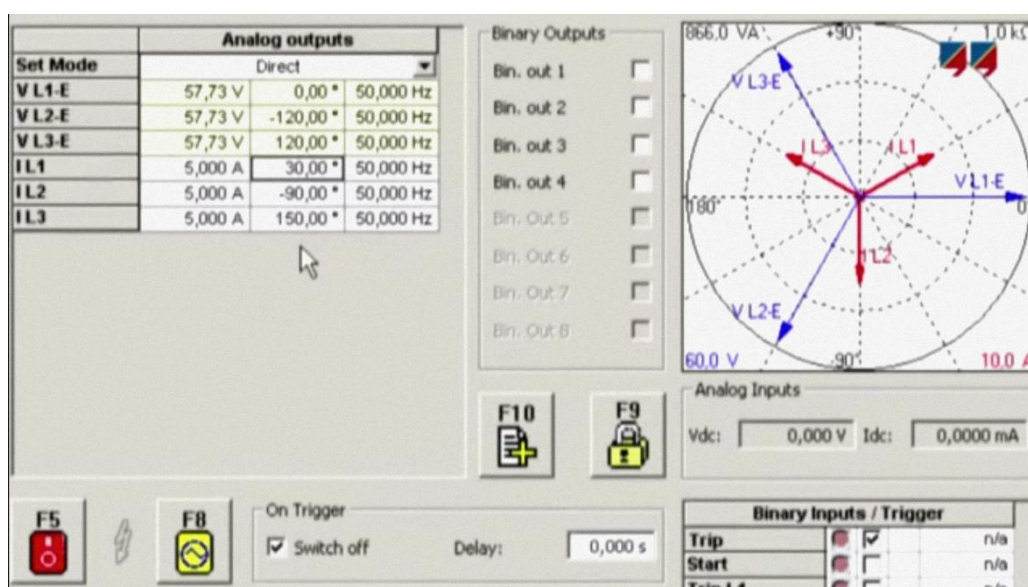 Analog outputs
Set Mode Direct
V L1-E 57,73 V 0,00 ° 50,000 Hz
V L2-E 57,73 V -120,00 ° 50,000 Hz
V L3-E 57,73 V 120,00 ° 50,000 Hz
I L1 5,000 A 30,00 ° 50,000 Hz
I L2 5,000 A -90,00 ° 50,000 Hz
I L3 5,000 A 150,00 ° 50,000 Hz
Binary Outputs
Bin. out 1
Bin. out 2
Bin. out 3
Bin. out 4
Bin. Out 5
Bin. Out 6
Bin. Out 7
Bin. Out 8
866,0 VA +90° 1,0 ks
V L3-E
I L3 I L1
V L1-E
180° 0
I L2
V L2-E
60,0 V -90° 10,0 A
F10
F9
Analog Inputs
Vdc: 0,000 V Idc: 0,0000 mA
F5
F8
On Trigger
Switch off Delay: 0,000 s
Binary Inputs / Trigger
Trip n/a
Start n/a
Trip L1 n/a